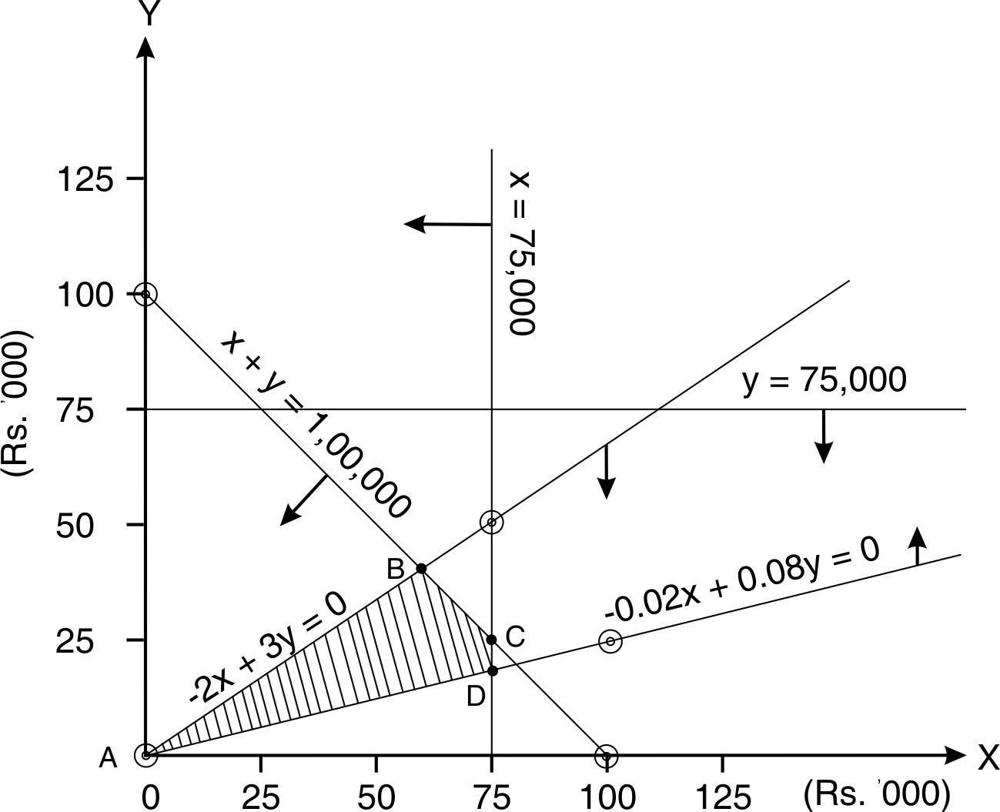 Y
125
x = 75,000
100
x + y = 1,00,000
(Rs. '000)
75
y = 75,000
50
B
-0.02x + 0.08y = 0
25
C
-2x + 3y = 0
D
A
X
0 25 50 75 100 125 (Rs. '000)